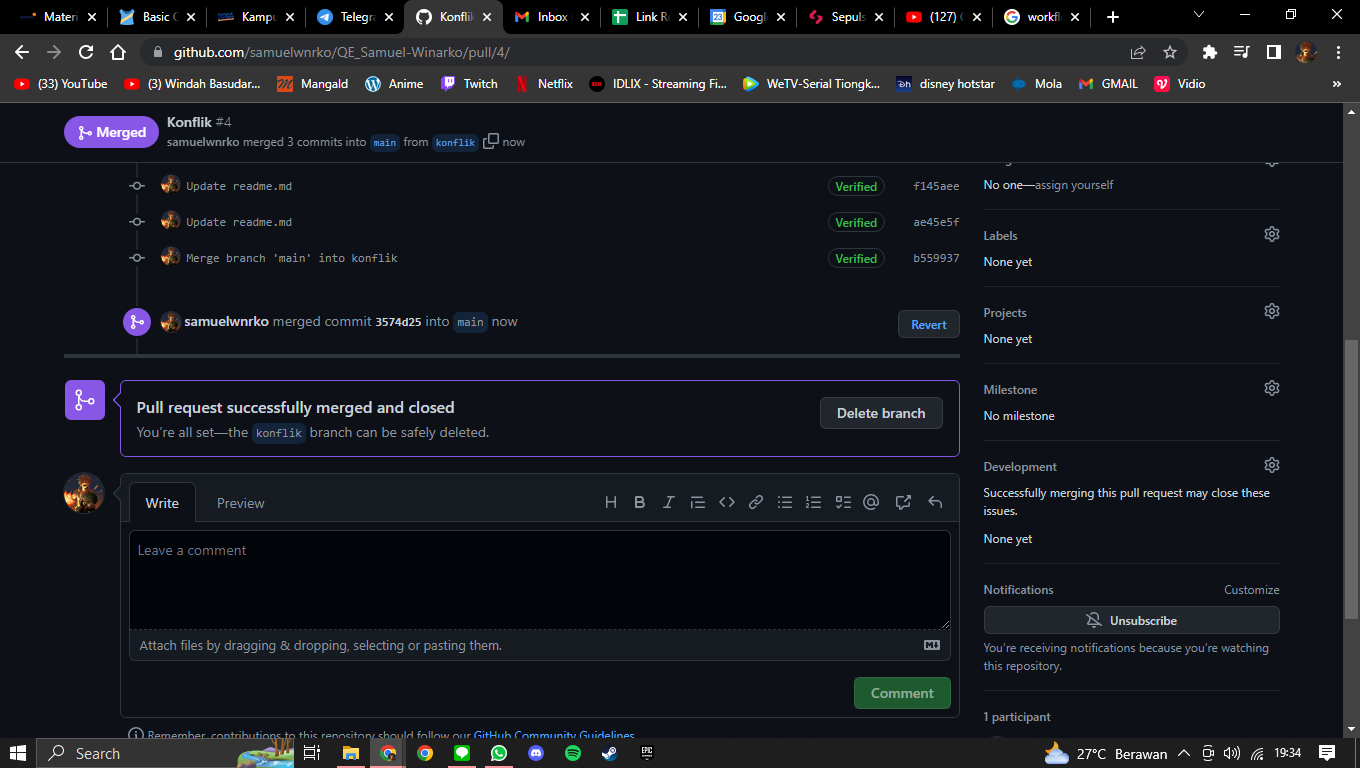 Materi
Basic C
Kampu
Telegra
Konflik
Inbox
Link Re
Google
Sepuls
(127)
workfl
github.com/samuelwnrko/QE_Samuel-Winarko/pull/4/
(33) YouTube
(3) Windah Basudar...
Mangald
Anime
Twitch
Netflix
IDLIX - Streaming Fi...
WeTV-Serial Tiongk...
disney hotstar
Mola
GMAIL
Vidio
»
Merged
Konflik #4
samuelwnrko merged 3 commits into main from konflik now
Update readme.md Verified f145aee
Update readme.md Verified ae45e5f
Merge branch 'main' into konflik Verified b559937
samuelwnrko merged commit 3574d25 into main now
Revert
Pull request successfully merged and closed
You're all set—the konflik branch can be safely deleted.
Delete branch
Write
Preview
Leave a comment
Attach files by dragging & dropping, selecting or pasting them.
Comment
Remember, contributions to this repository should follow our GitHub Community Guidelines.
No one—assign yourself
Labels
None yet
Projects
None yet
Milestone
No milestone
Development
Successfully merging this pull request may close these
issues.
None yet
Notifications
Customize
Unsubscribe
You're receiving notifications because you're watching
this repository.
1 participant
Search
EPIC
27°C Berawan
19:34